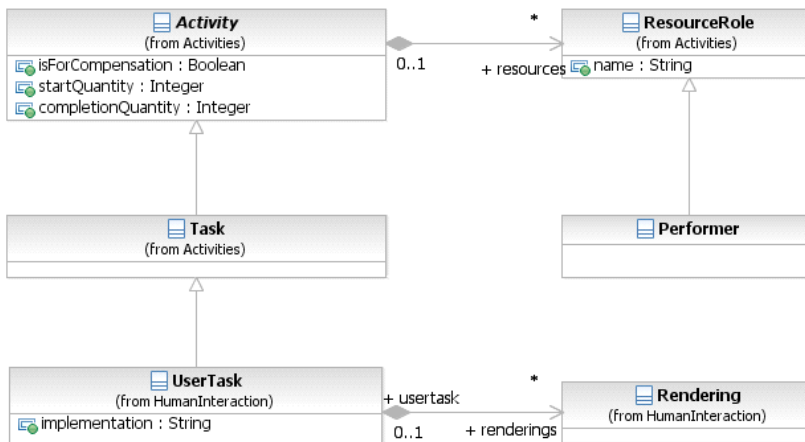 Activity
(from Activities)
isForCompensation : Boolean
startQuantity : Integer
completionQuantity : Integer
*
0..1
+ resources
ResourceRole
(from Activities)
name : String
Task
(from Activities)
Performer
UserTask
(from HumanInteraction)
implementation : String
+ usertask
*
0..1
+ renderings
Rendering
(from HumanInteraction)